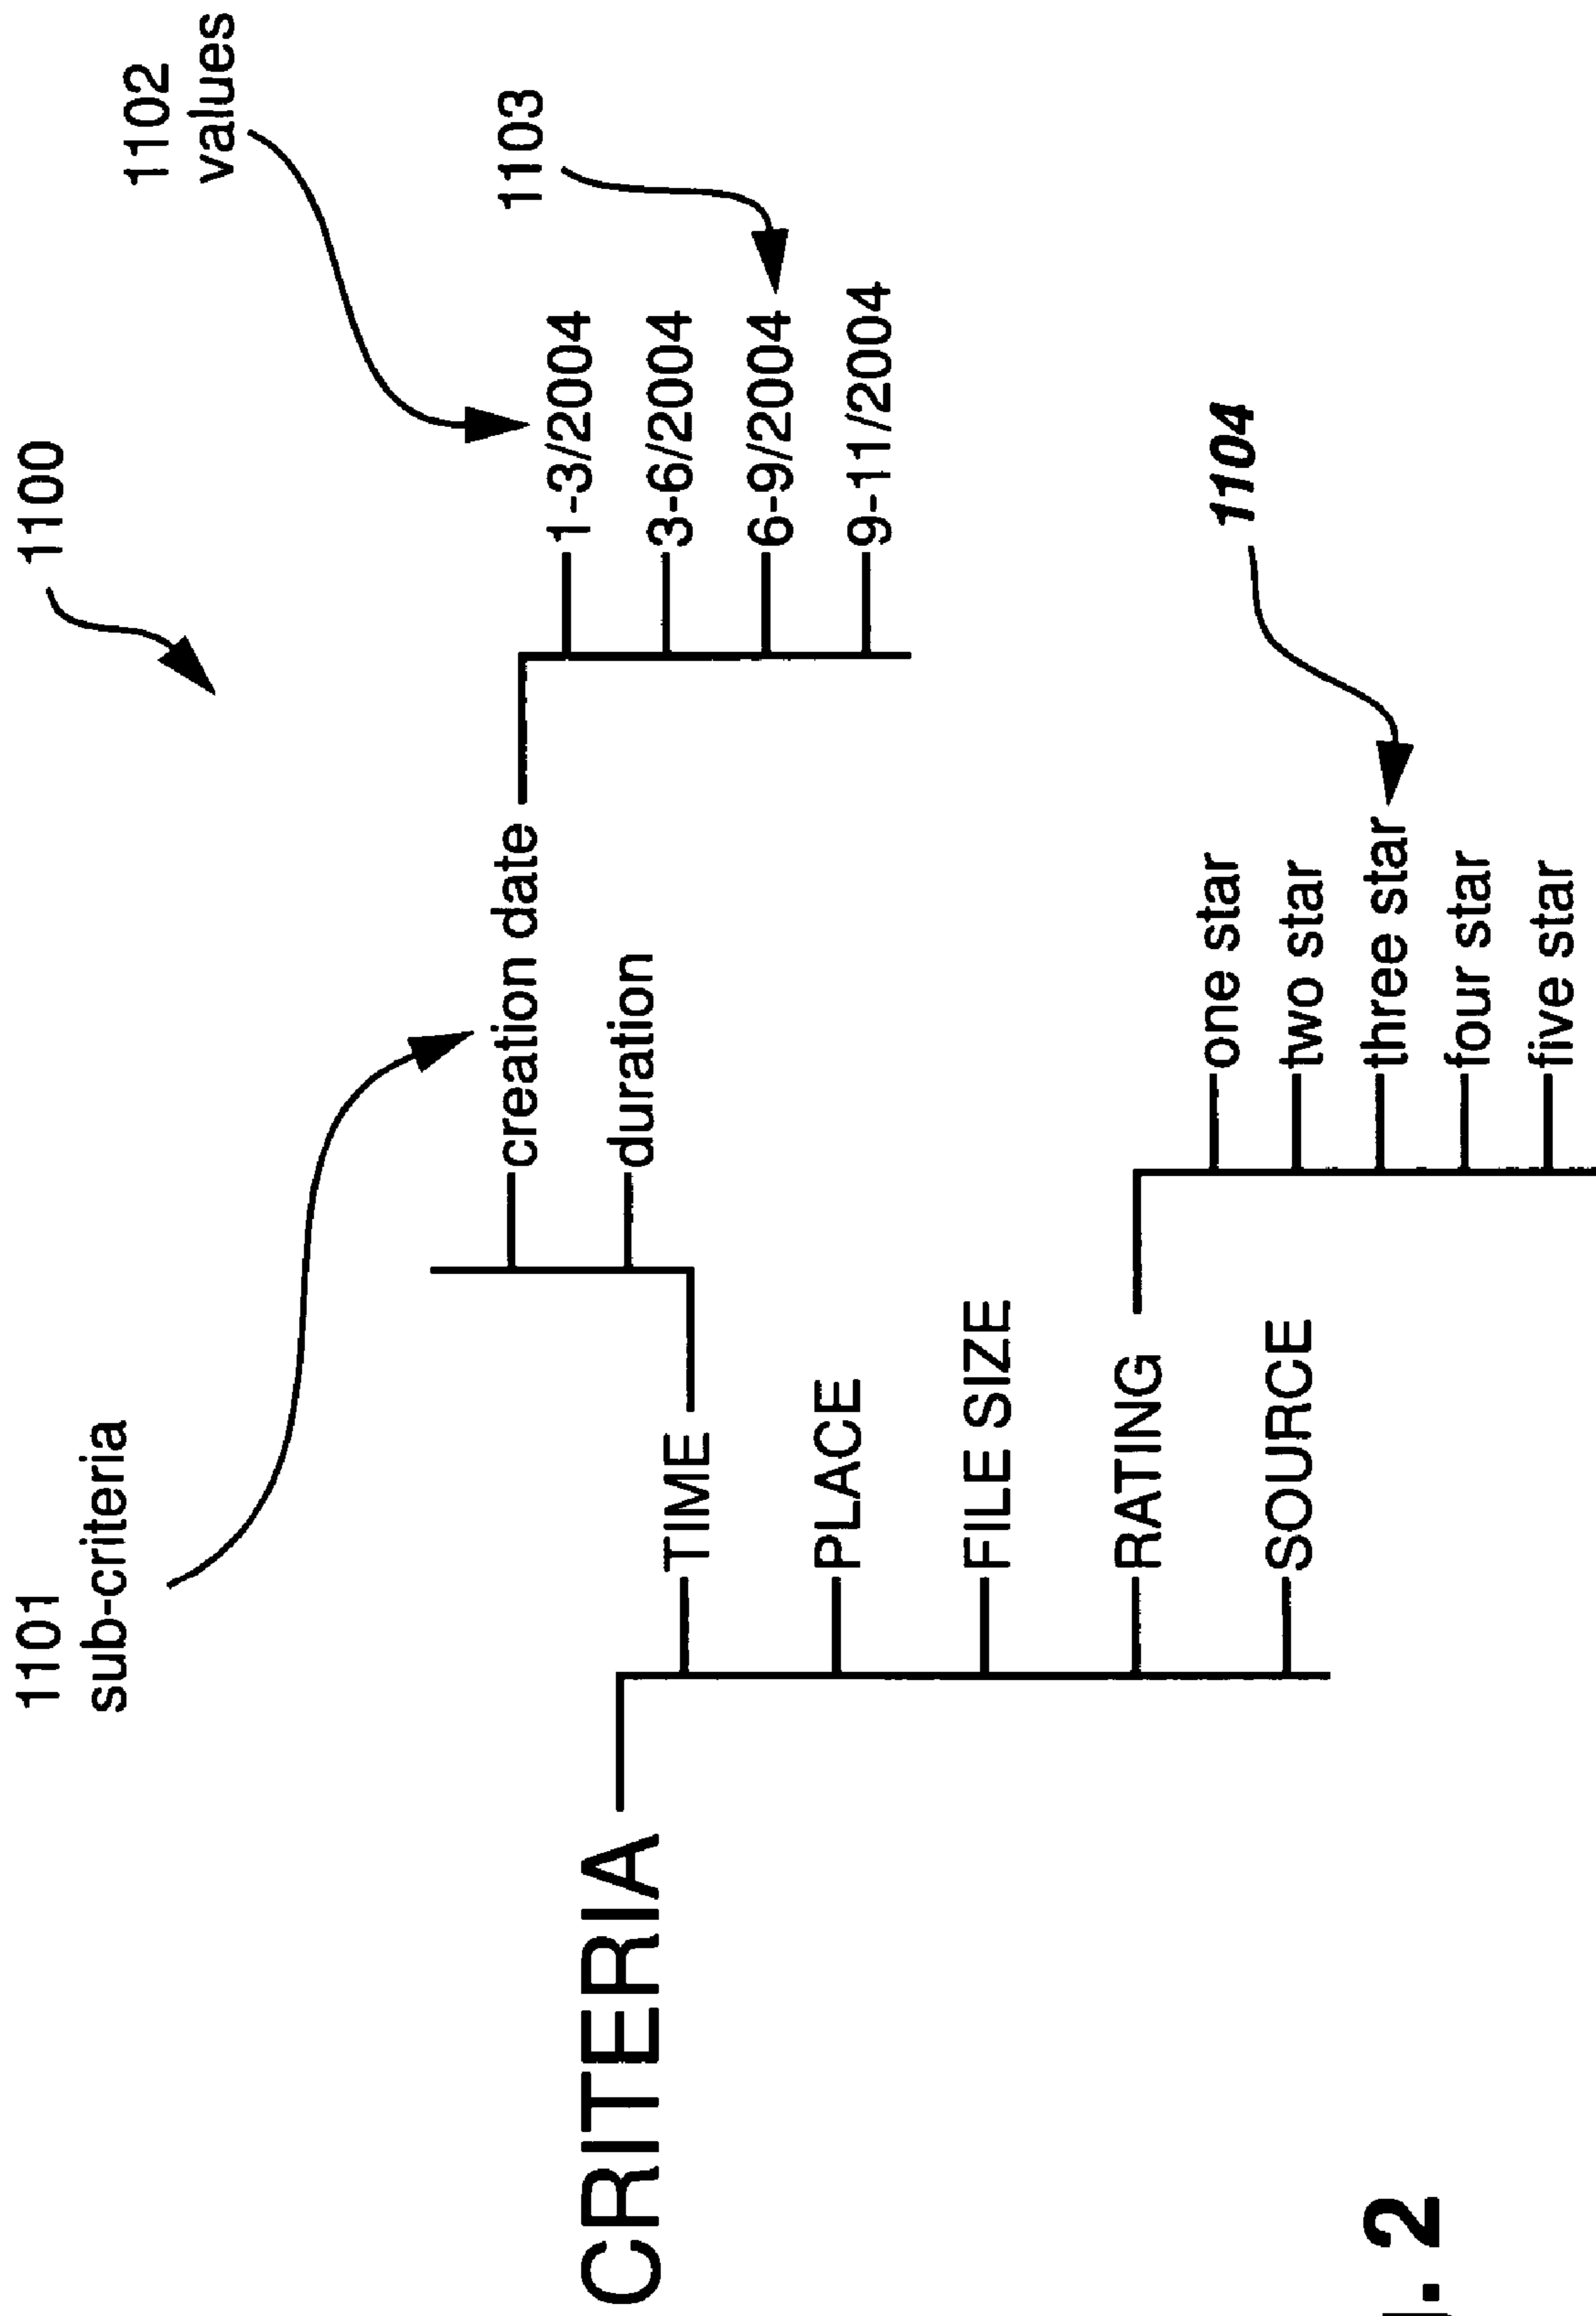 1100
1101
sub-criteria
1102
values
creation date
1-3/2004
1103
duration
3-6/2004
CRITERIA
TIME
6-9/2004
PLACE
9-11/2004
FILE SIZE
RATING
one star
1104
SOURCE
two star
three star
four star
five star
. 2